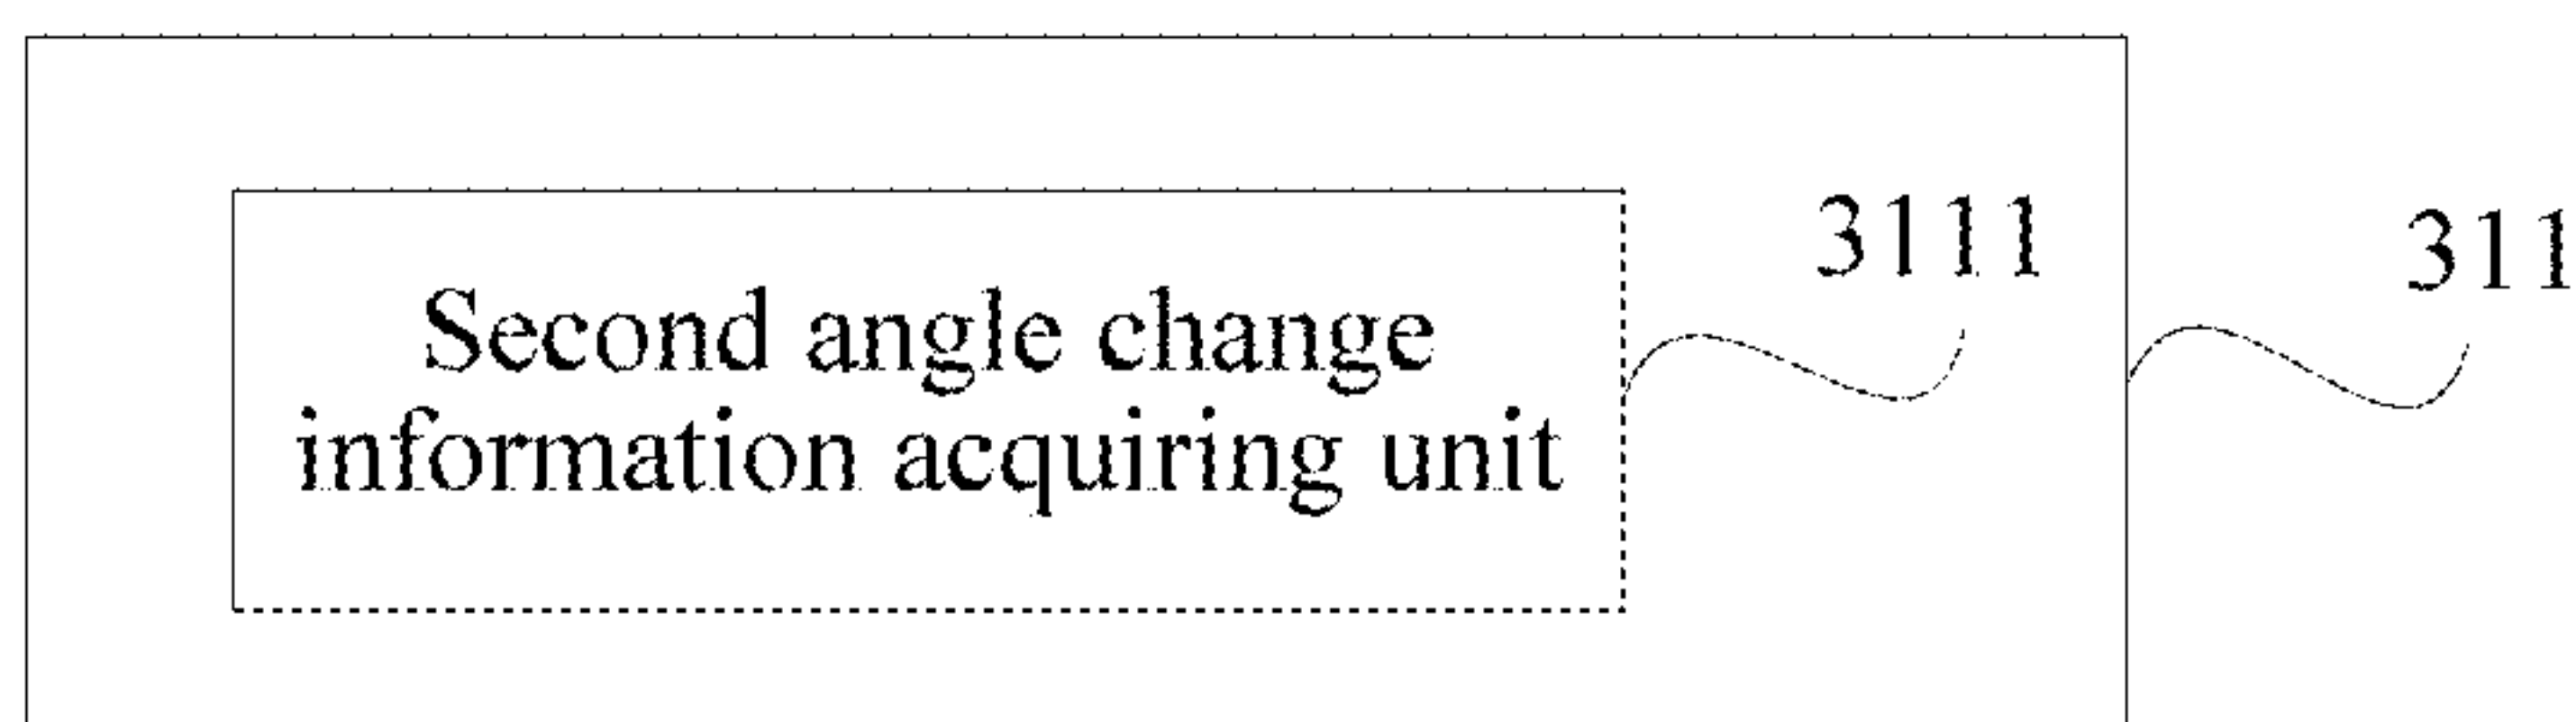 3111
311
Second angle change
information acquiring unit